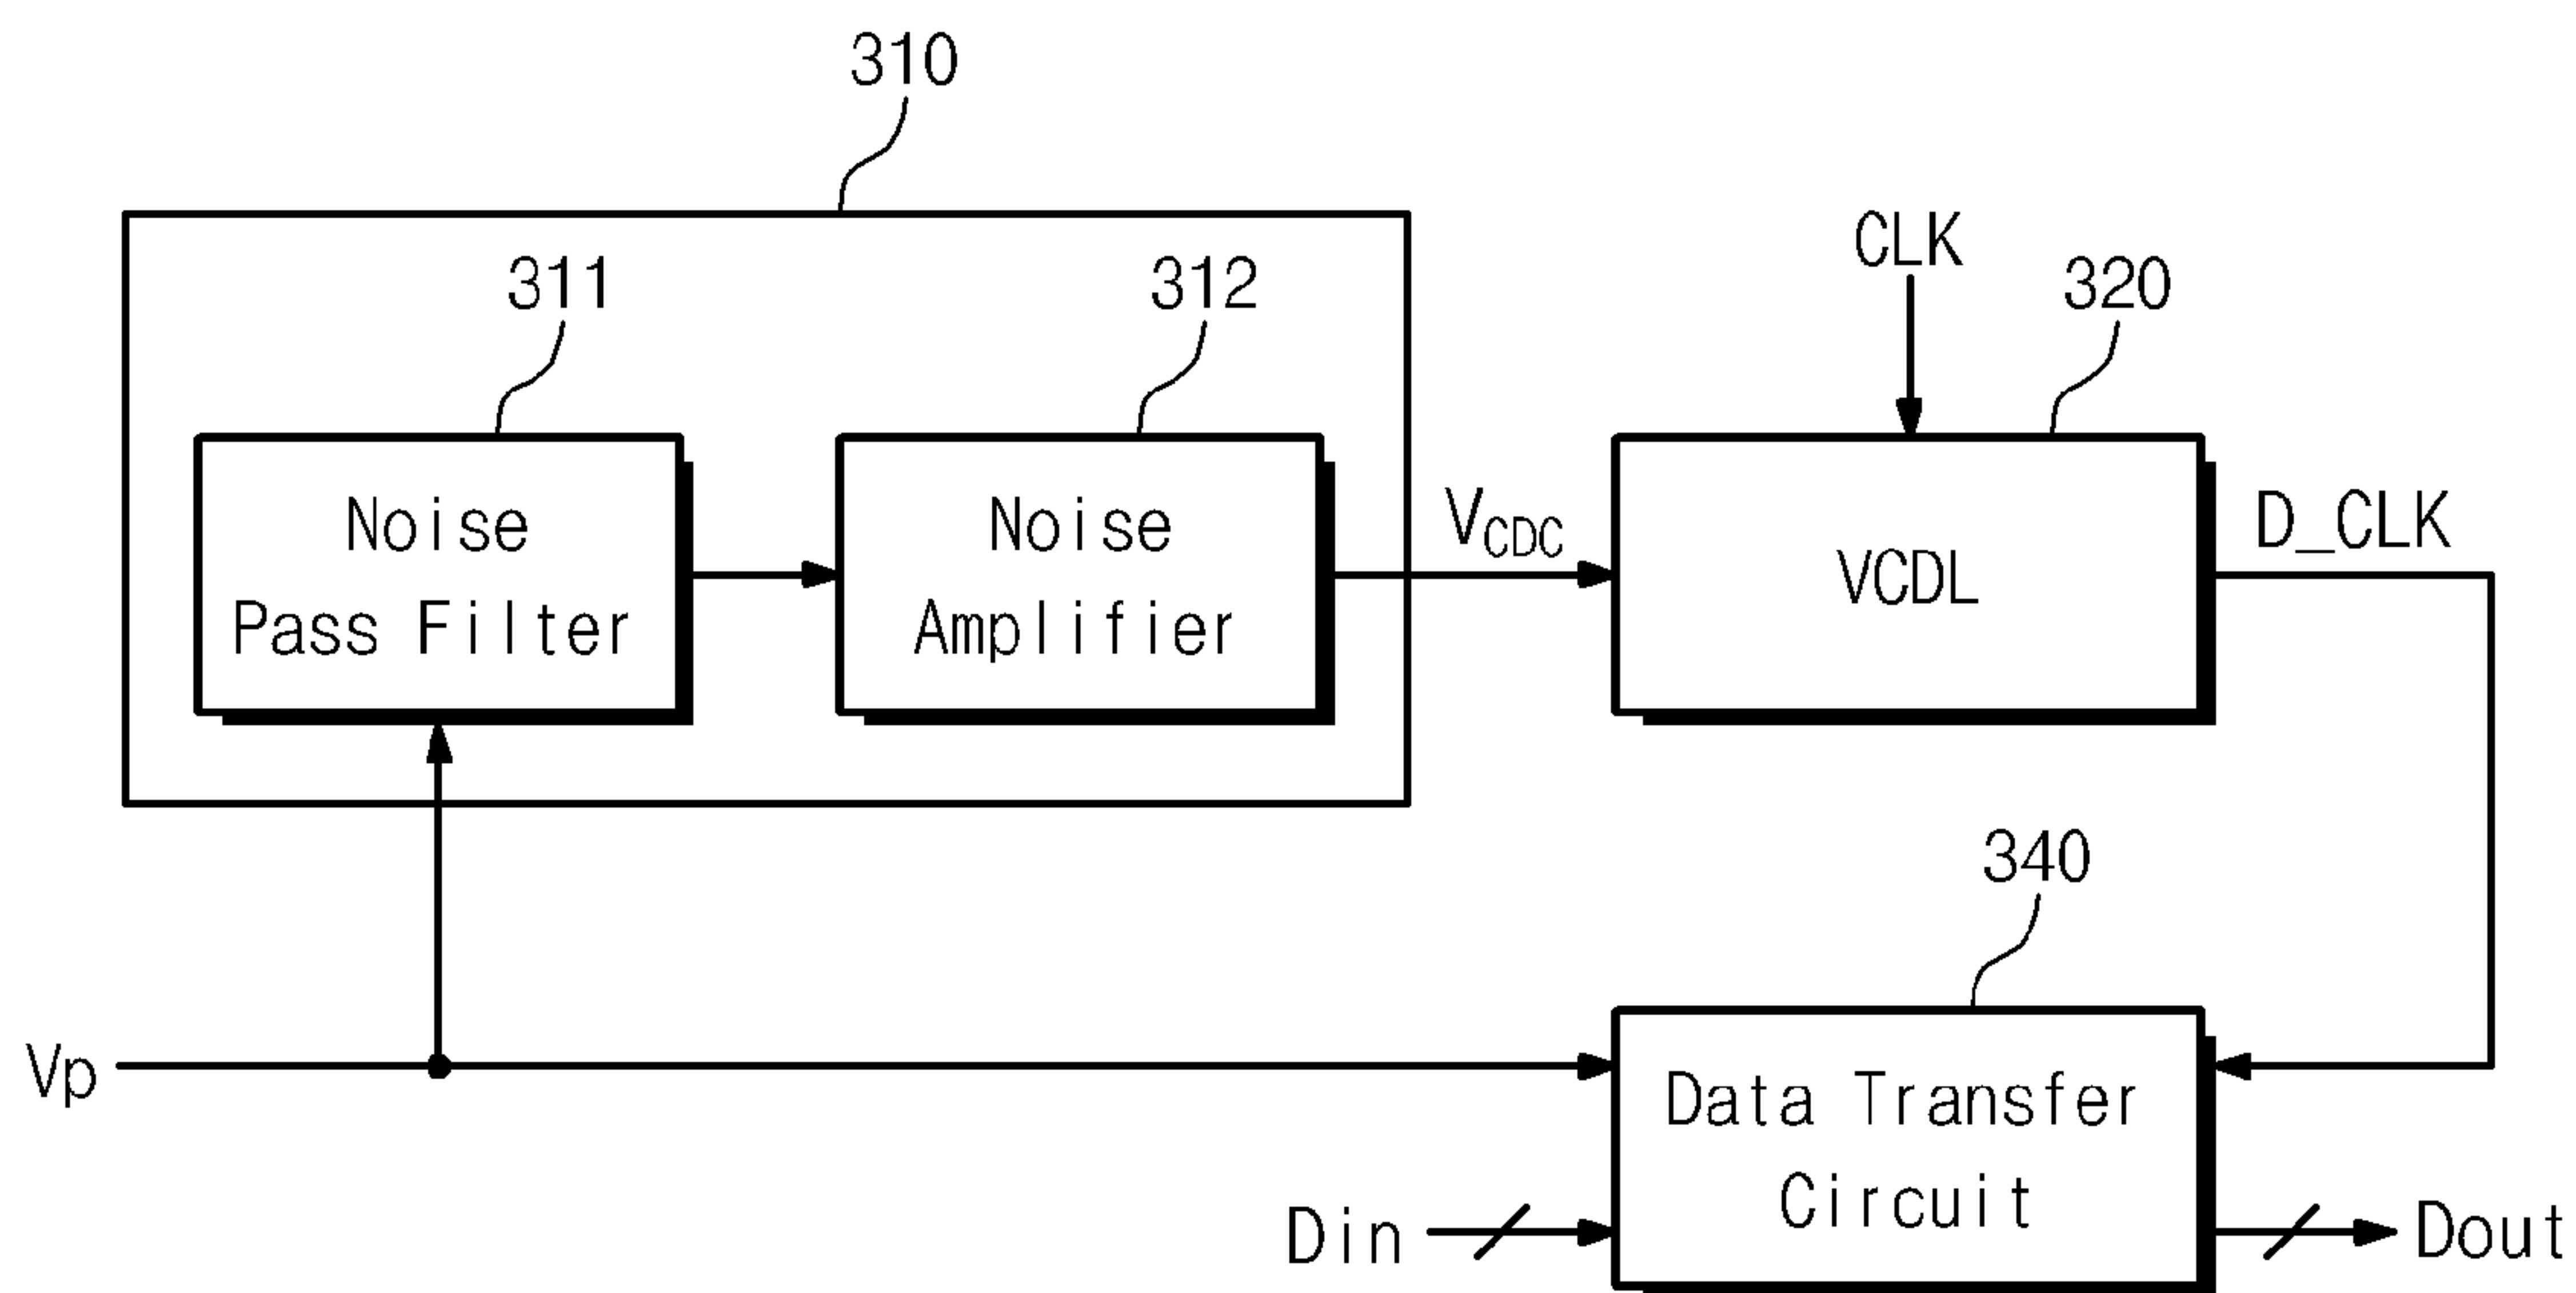 310
311
312
CLK
320
Noise
Pass Filter
Noise
Amplifier
VCDC
VCDL
D_CLK
340
Vp
Data Transfer
Circuit
Din
Dout